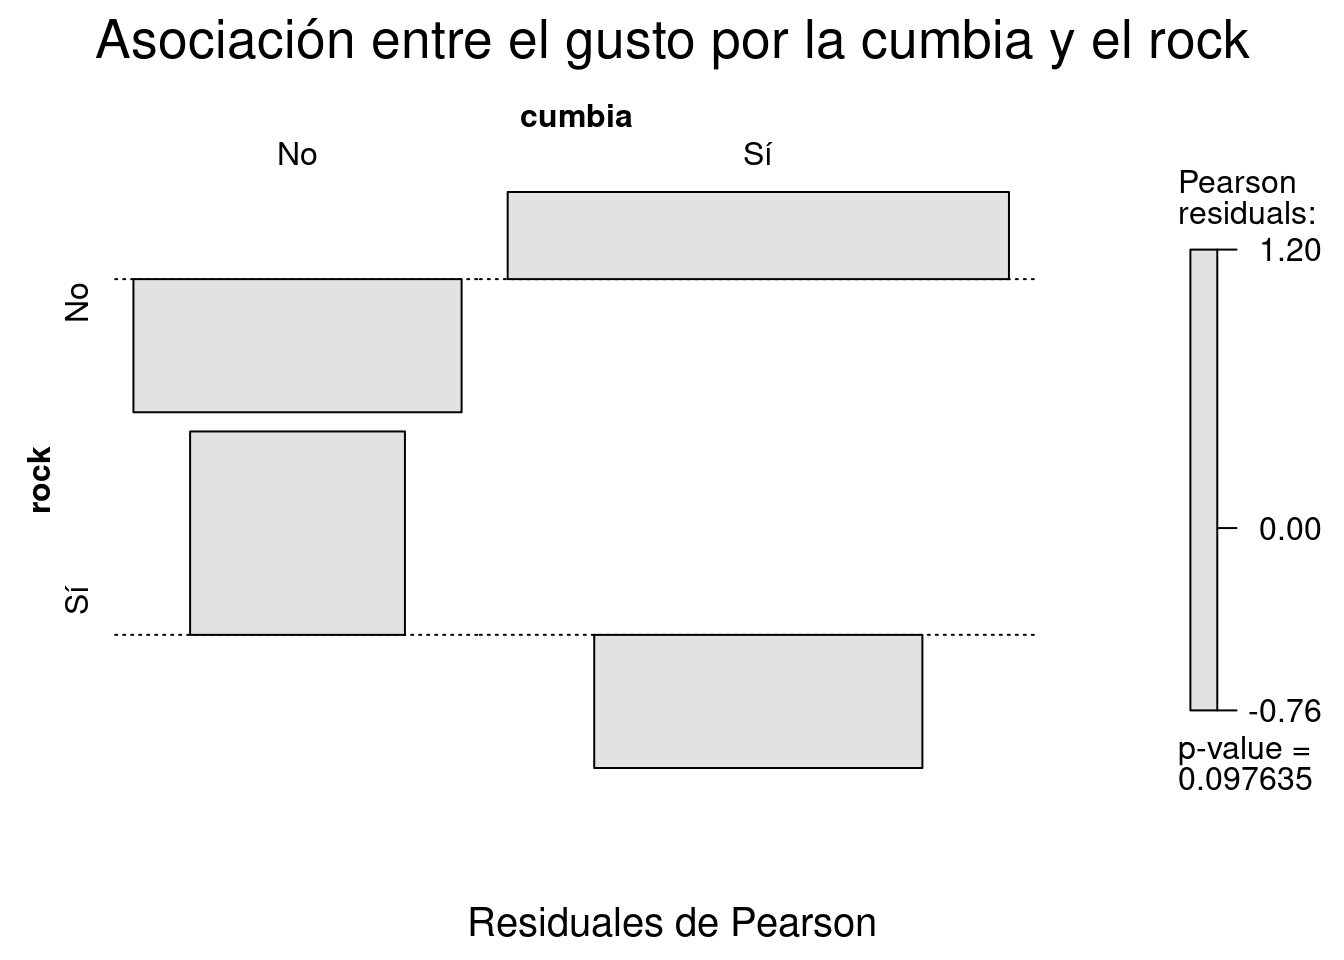 Asociación entre el gusto por la cumbia y el rock
cumbia
No
Sí
No
rock
Sí
Pearson
residuals:
1.20
0.00
-0.76
p-value =
0.097635
Residuales de Pearson